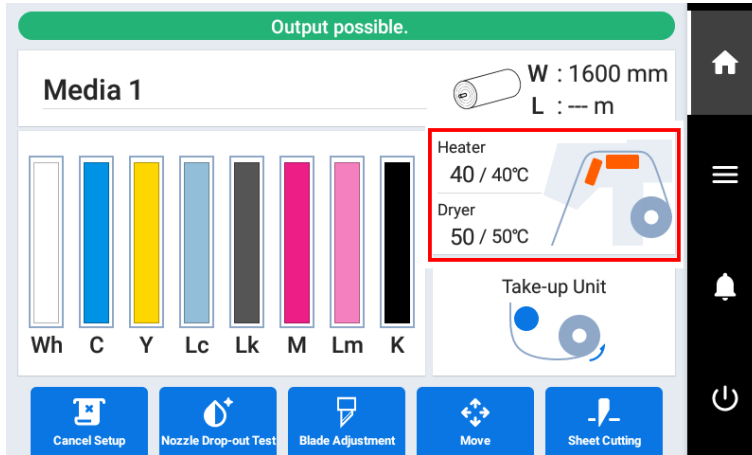 Output possible.
Media 1
W : 1600 mm
L : --- m
Heater
40 / 40℃
Dryer
50 / 50℃
Take-up Unit
Wh C Y Lc Lk M Lm K
Cancel Setup
Nozzle Drop-out Test
Blade Adjustment
Move
Sheet Cutting